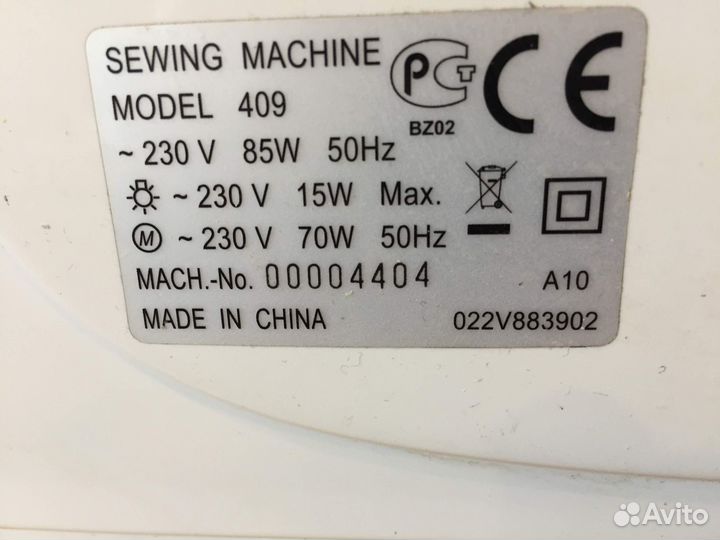 SEWING MACHINE
MODEL 409
PCT
CE
BZ02
~ 230 V 85W 50Hz
~ 230 V 15W Max.
M ~ 230 V 70W 50Hz
MACH.-No. 00004404 A10
MADE IN CHINA 022V883902
Avito